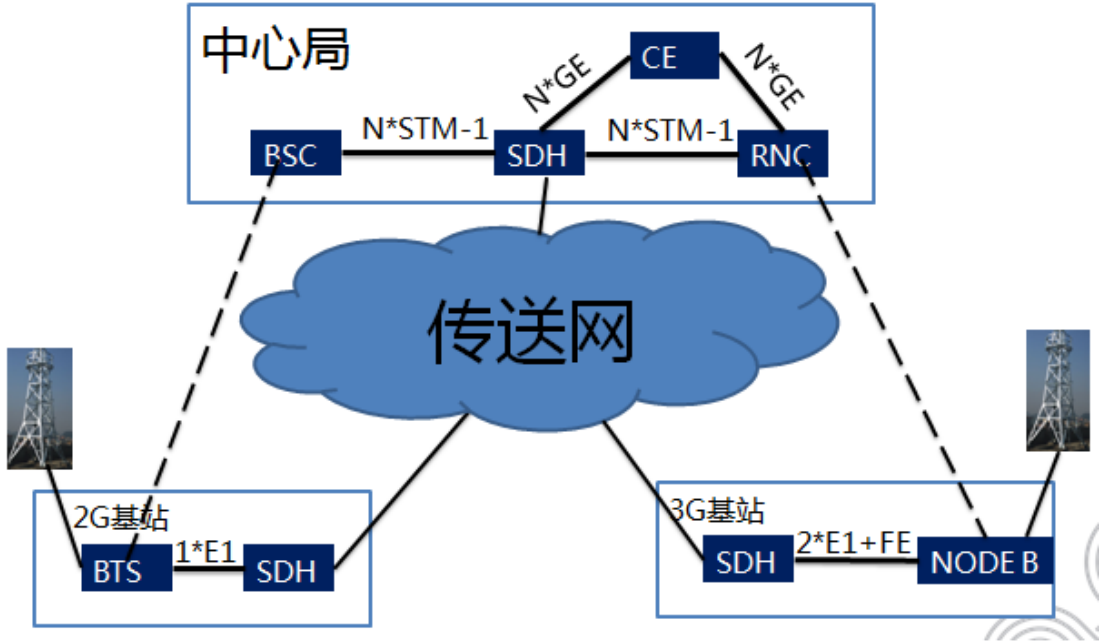 中心局
CE
N*GE
N*GE
N*STM-1
N*STM-1
BSC
SDH
RNC
传送网
2G基站
3G基站
1*E1
2*E1+FE
BTS
SDH
SDH
NODE B